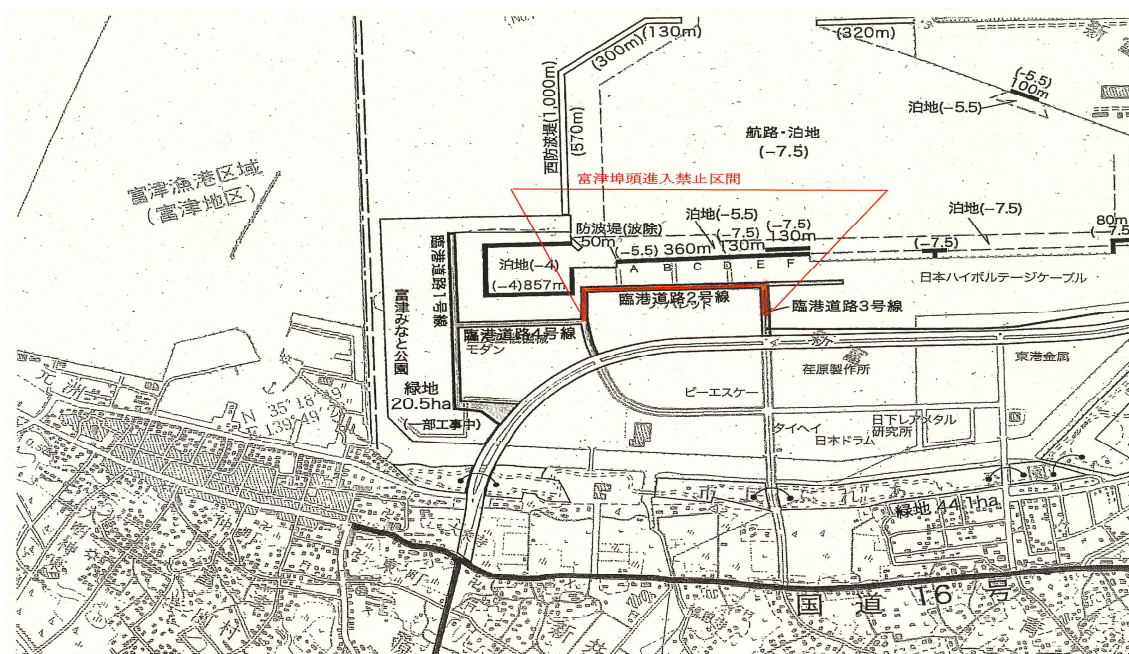 (130m)
(300m)
(320m)
(-5.5)
100m
泊地(-5.5)
西防波堤(1,000m)
(570m)
航路・泊地
(-7.5)
富津漁港区域
(富津地区)
富津埠頭進入禁止区間
泊地(-5.5)
泊地(-7.5)
80m
(-7.5)
防波堤(波除)
50m
(-5.5) 360m
(-7.5)
130m
(-7.5)
130m
(-7.5)
臨港道路1号線
泊地(-4)
(-4)857m
A B C D E F
日本ハイボルテージケーブル
臨港道路2号線
臨港道路3号線
富津みなと公園
臨港道路4号線
モダン
荏原製作所
東港金属
緑地
20.5ha
(一部工事中)
ピーエスケー
N 35°18'
E 139°49'
タイヘイ
日本ドラム
日下レアメタル
研究所
緑地 44.1ha
国道16号